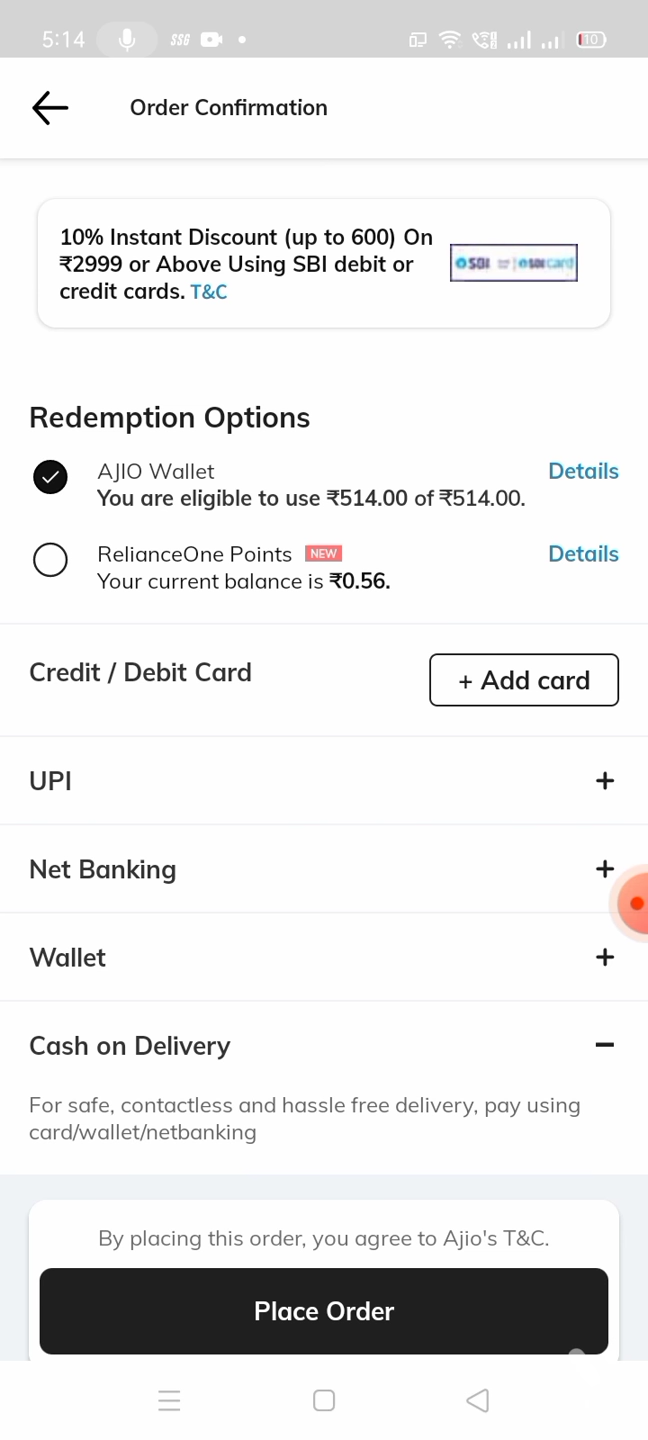 5:14
SSG
10
Order Confirmation
10% Instant Discount (up to 600) On
₹2999 or Above Using SBI debit or
credit cards. T&C
SBI card
Redemption Options
AJIO Wallet
Details
You are eligible to use ₹514.00 of ₹514.00.
RelianceOne Points NEW
Details
Your current balance is ₹0.56.
Credit / Debit Card
+ Add card
UPI
Net Banking
Wallet
Cash on Delivery
For safe, contactless and hassle free delivery, pay using
card/wallet/netbanking
By placing this order, you agree to Ajio's T&C.
Place Order